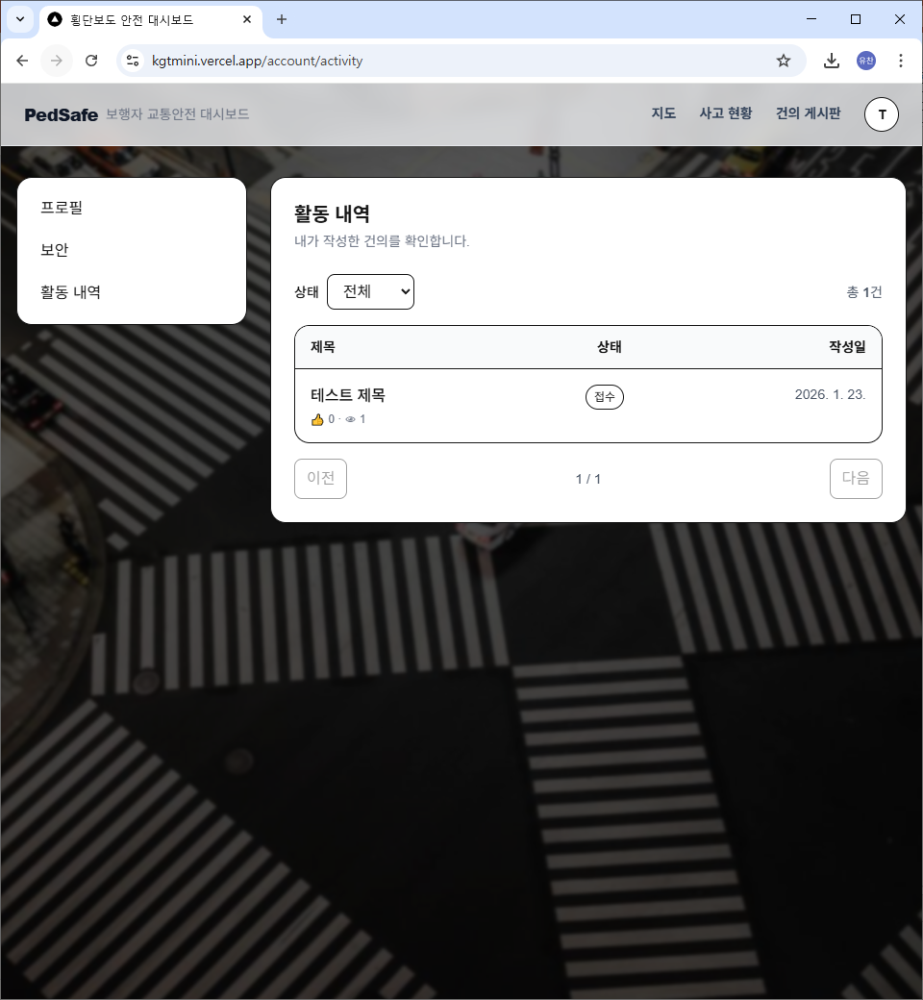 횡단보도 안전 대시보드
kgtmini.vercel.app/account/activity
유찬
PedSafe 보행자 교통안전 대시보드
지도 사고 현황 건의 게시판 T
프로필
보안
활동 내역
활동 내역
내가 작성한 건의를 확인합니다.
상태 전체 총 1건
제목 상태 작성일
테스트 제목 접수 2026. 1. 23.
👍 0 · 👁 1
이전 1 / 1 다음